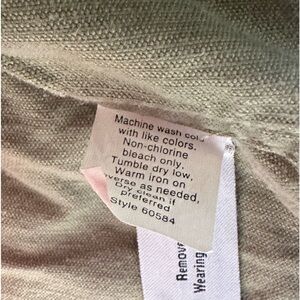 Machine wash col
with like colors.
Non-chlorine
bleach only.
Tumble dry low,
Warm iron on
verse as needed,
Dry clean if
preferred
Style 60584
Remove
Wearing